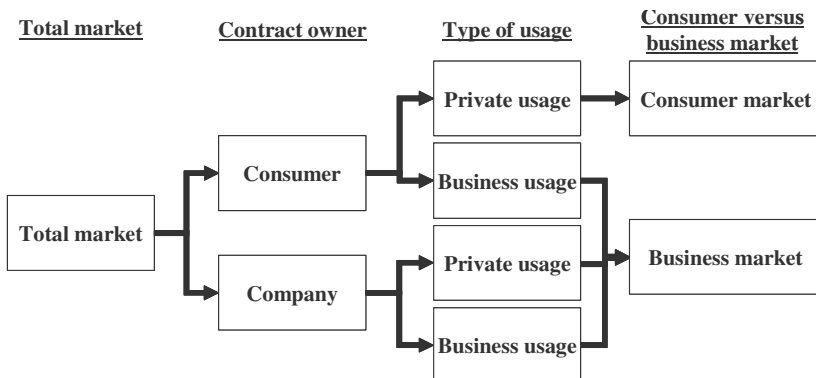 Total market
Contract owner
Type of usage
Consumer versus
business market
Private usage
Consumer market
Consumer
Business usage
Total market
Private usage
Business market
Company
Business usage